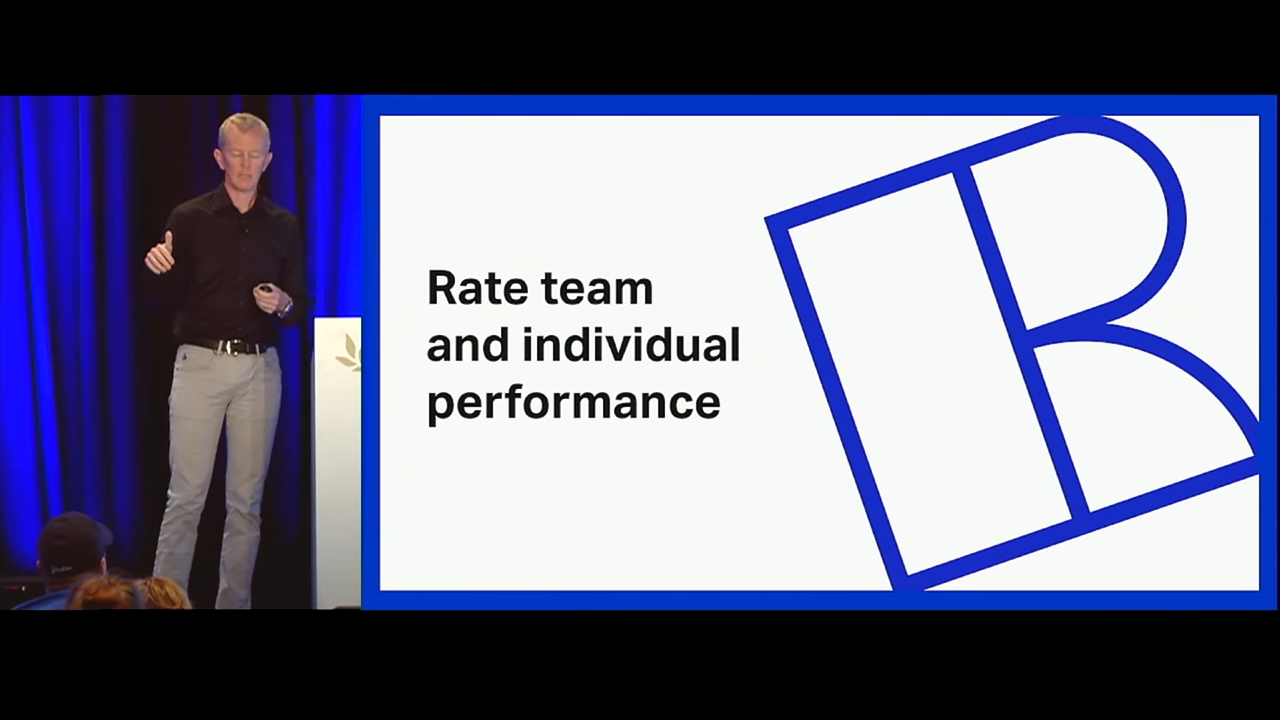 Rate team
and individual
performance